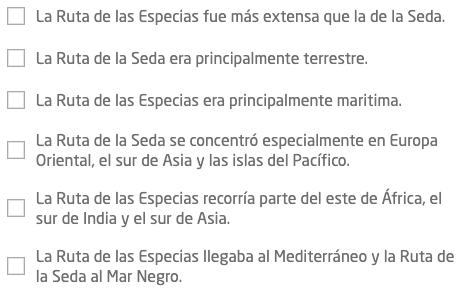 La Ruta de las Especias fue más extensa que la de la Seda.
La Ruta de la Seda era principalmente terrestre.
La Ruta de las Especias era principalmente maritima.
La Ruta de la Seda se concentró especialmente en Europa
Oriental, el sur de Asia y las islas del Pacífico.
La Ruta de las Especias recorría parte del este de África, el
sur de India y el sur de Asia.
La Ruta de las Especias llegaba al Mediterráneo y la Ruta de
la Seda al Mar Negro.